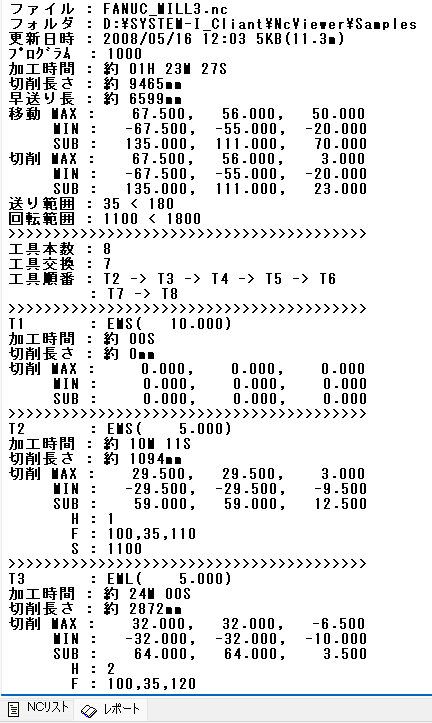 ファイル : FANUC_MILL3.nc
フォルダ : D:¥SYSTEM-I_Cliant¥NcViewer¥Samples
更新日時 : 2008/05/16 12:03 5KB(11.3m)
ﾌﾟﾛｸﾞﾗﾑ : 1000
加工時間 : 約 01H 23M 27S
切削長さ : 約 9465mm
早送り長 : 約 6599mm
移動 MAX : 67.500, 56.000, 50.000
MIN : -67.500, -55.000, -20.000
SUB : 135.000, 111.000, 70.000
切削 MAX : 67.500, 56.000, 3.000
MIN : -67.500, -55.000, -20.000
SUB : 135.000, 111.000, 23.000
送り範囲 : 35 < 180
回転範囲 : 1100 < 1800
>>>>>>>>>>>>>>>>>>>>>>>>>>>>>>>>>>>>>>>>
工具本数 : 8
工具交換 : 7
工具順番 : T2 -> T3 -> T4 -> T5 -> T6
: T7 -> T8
>>>>>>>>>>>>>>>>>>>>>>>>>>>>>>>>>>>>>>>>
T1 : EMS( 10.000)
加工時間 : 約 00S
切削長さ : 約 0mm
切削 MAX : 0.000, 0.000, 0.000
MIN : 0.000, 0.000, 0.000
SUB : 0.000, 0.000, 0.000
>>>>>>>>>>>>>>>>>>>>>>>>>>>>>>>>>>>>>>>>
T2 : EMS( 5.000)
加工時間 : 約 10M 11S
切削長さ : 約 1094mm
切削 MAX : 29.500, 29.500, 3.000
MIN : -29.500, -29.500, -9.500
SUB : 59.000, 59.000, 12.500
H : 1
F : 100,35,110
S : 1100
>>>>>>>>>>>>>>>>>>>>>>>>>>>>>>>>>>>>>>>>
T3 : EML( 5.000)
加工時間 : 約 24M 00S
切削長さ : 約 2872mm
切削 MAX : 32.000, 32.000, -6.500
MIN : -32.000, -32.000, -10.000
SUB : 64.000, 64.000, 3.500
H : 2
F : 100,35,120
NCリスト レポート